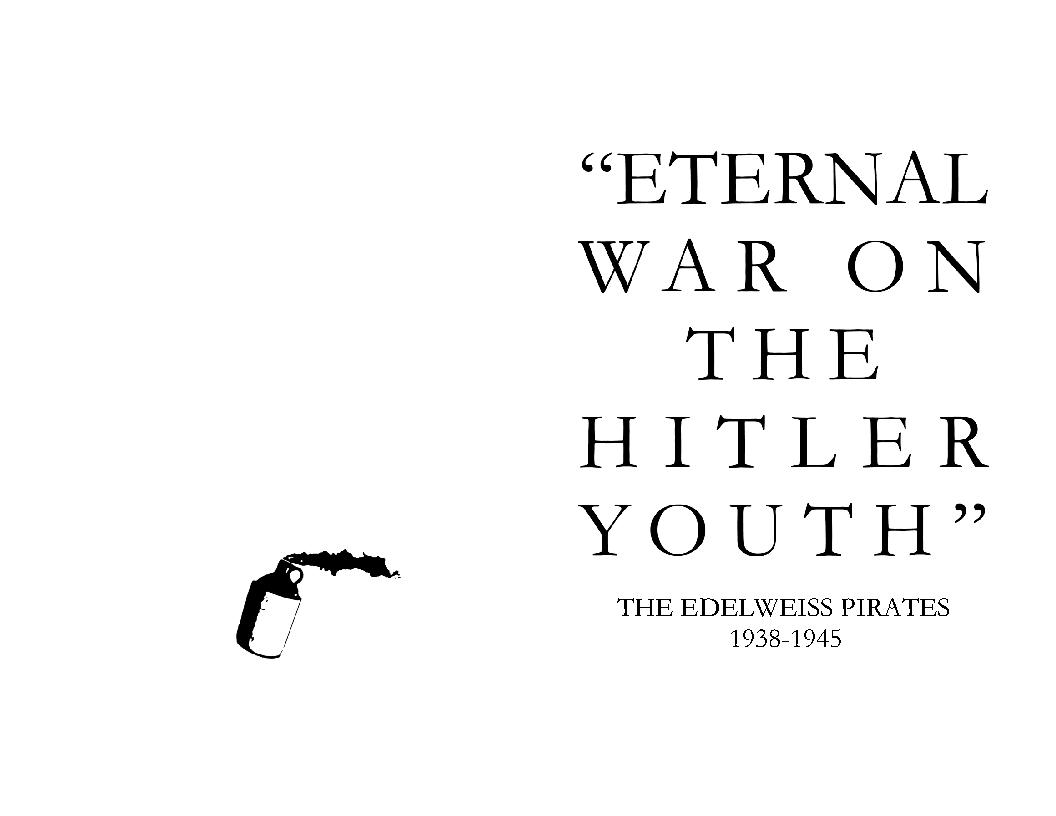 “ETERNAL
WAR ON
THE
HITLER
YOUTH”
THE EDELWEISS PIRATES
1938-1945